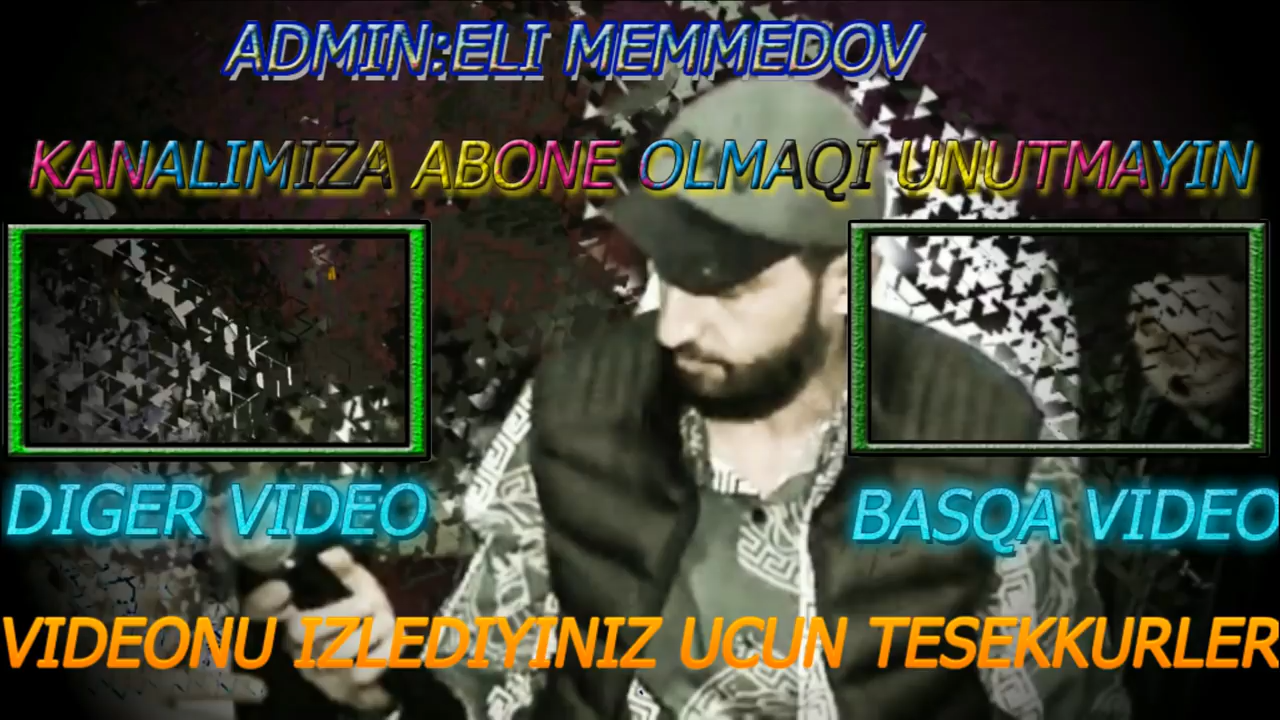 ADMIN:ELI MEMMEDOV
KANALIMIZA ABONE OLMAQI UNUTMAYIN
DIGER VIDEO
BASQA VIDEO
VIDEONU IZLEDIYINIZ UCUN TESEKKURLER